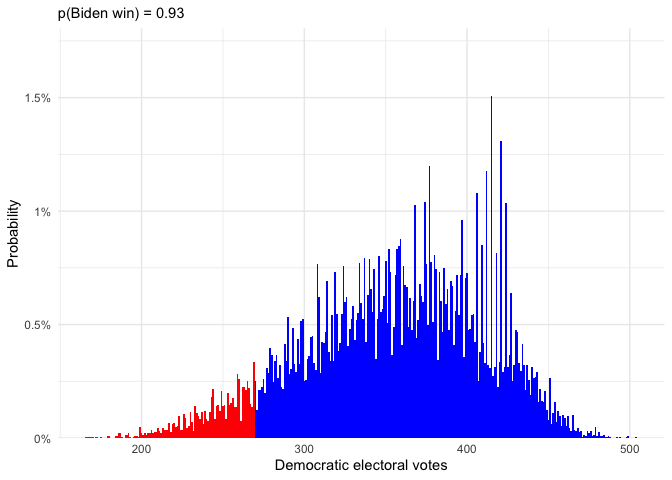 p(Biden win) = 0.93
1.5%
1%
0.5%
0%
Probability
200 300 400 500
Democratic electoral votes